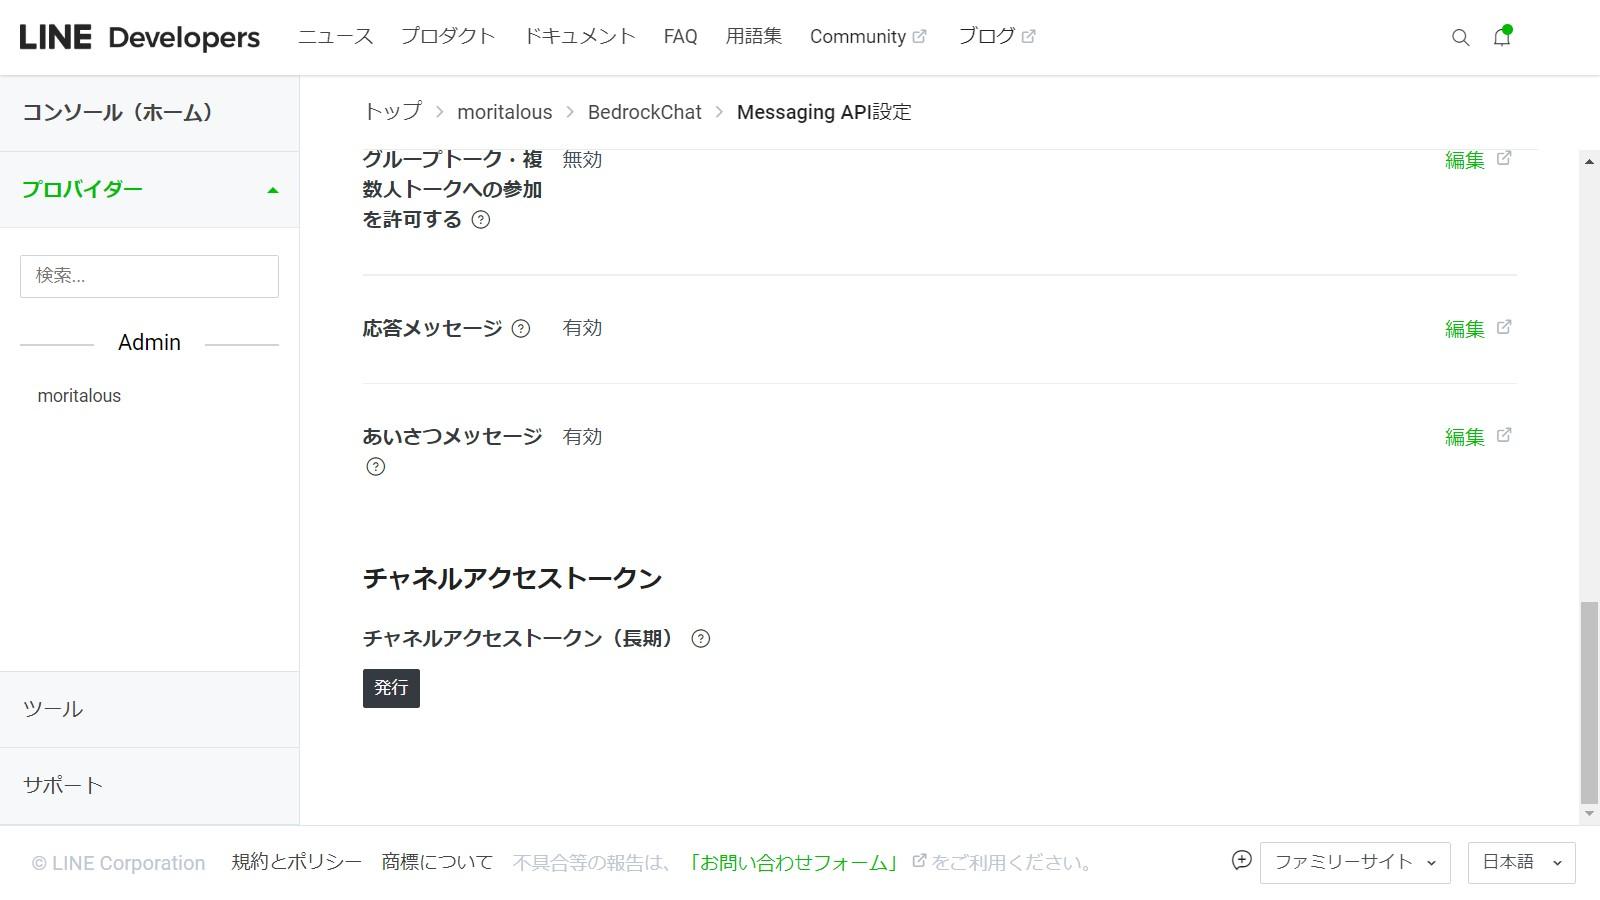 LINE Developers ニュース プロダクト ドキュメント FAQ 用語集 Community ブログ
コンソール（ホーム）
プロバイダー
検索...
Admin
moritalous
ツール
サポート
トップ > moritalous > BedrockChat > Messaging API設定
グループトーク・複 無効 編集
数人トークへの参加
を許可する ?
応答メッセージ ? 有効 編集
あいさつメッセージ 有効 編集
?
チャネルアクセストークン
チャネルアクセストークン（長期） ?
発行
© LINE Corporation 規約とポリシー 商標について 不具合等の報告は、「お問い合わせフォーム」をご利用ください。 ファミリーサイト 日本語